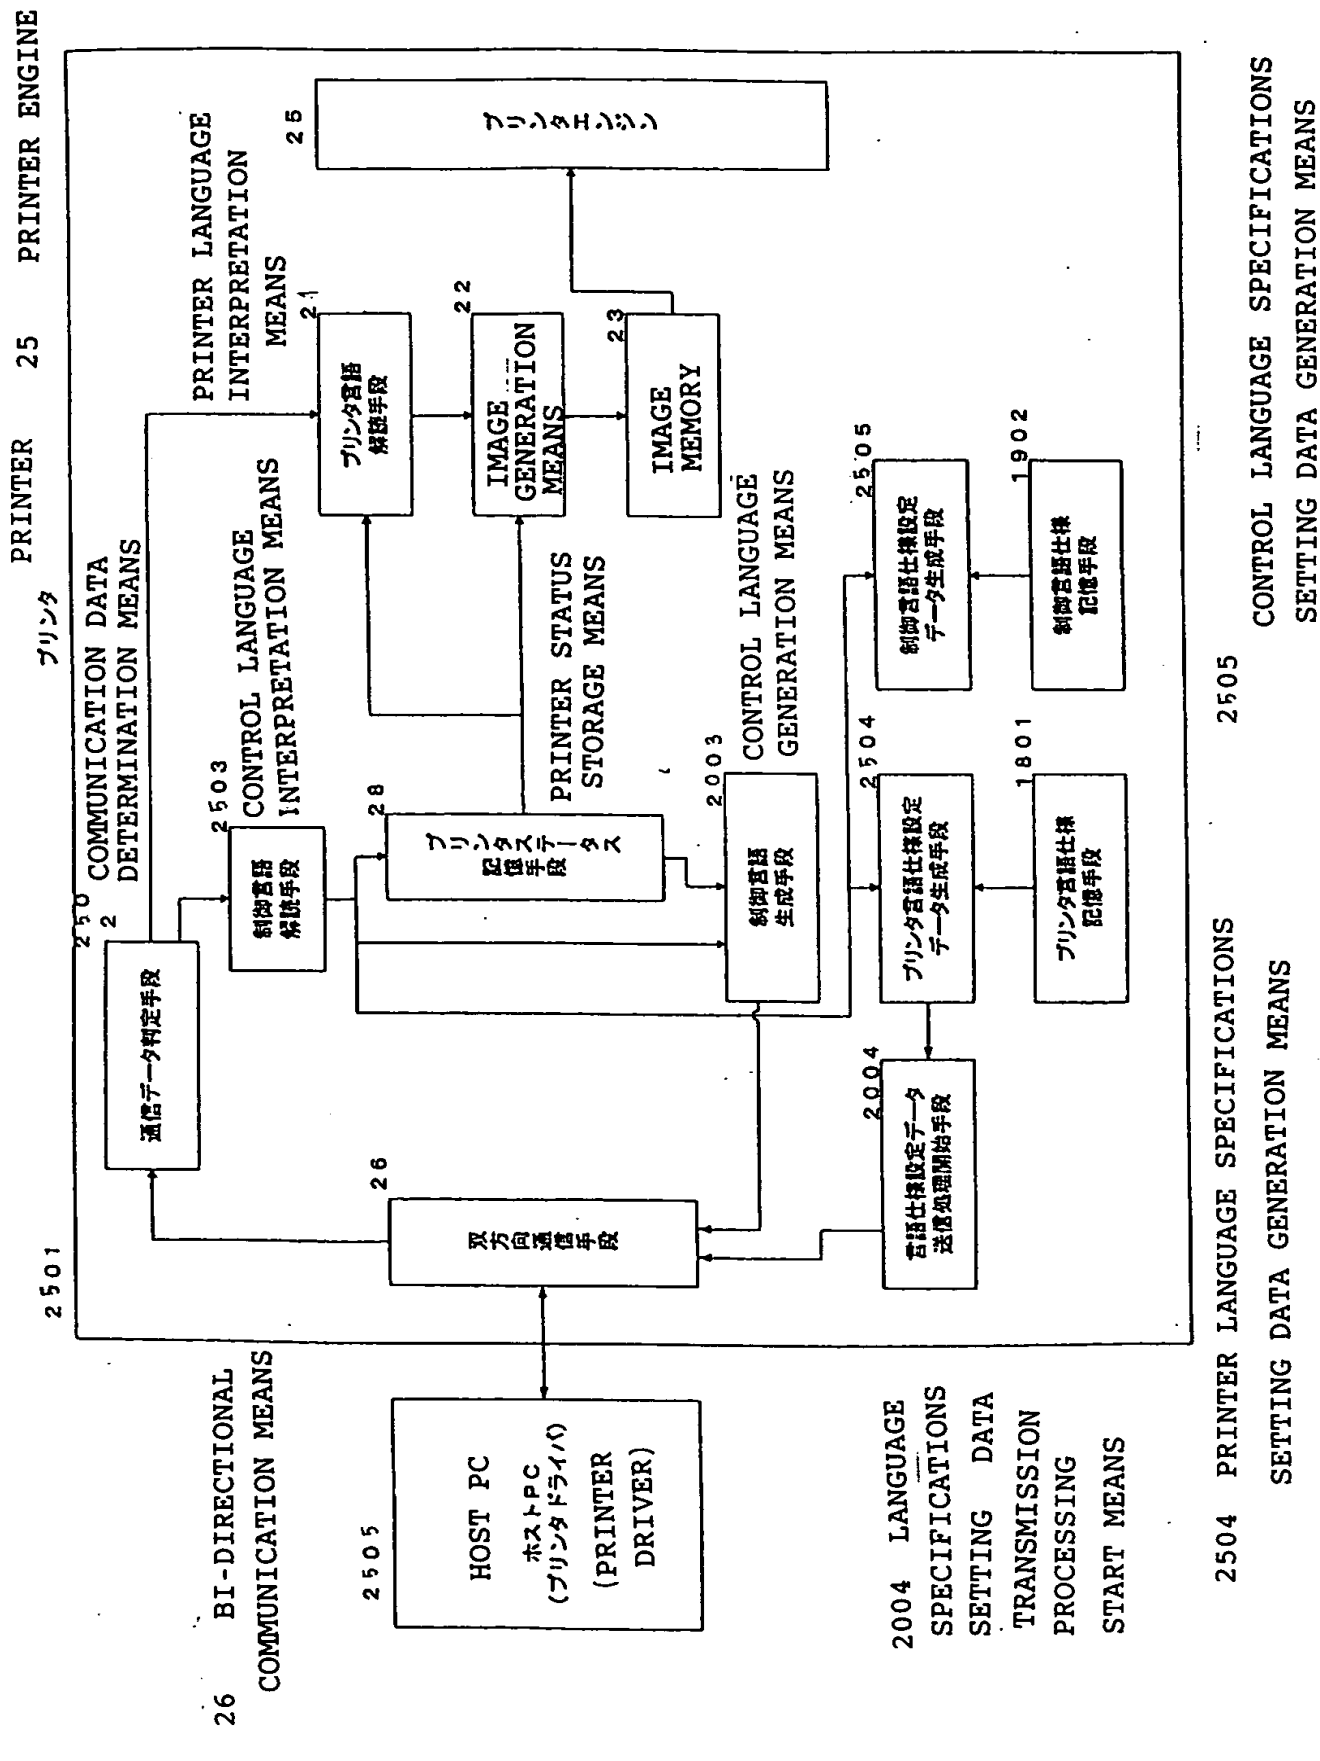 PRINTER
プリンタ
25 PRINTER ENGINE
2501
26 BI-DIRECTIONAL
COMMUNICATION MEANS
2505
HOST PC
ホストPC
(プリンタドライバ)
(PRINTER
DRIVER)
26
双方向通信手段
250
2
COMMUNICATION DATA
DETERMINATION MEANS
通信データ判定手段
2503
CONTROL LANGUAGE
INTERPRETATION MEANS
制御言語
解読手段
28
プリンタステータス
記憶手段
PRINTER STATUS
STORAGE MEANS
PRINTER LANGUAGE
INTERPRETATION
MEANS
21
プリンタ言語
解読手段
22
IMAGE
GENERATION
MEANS
23
IMAGE
MEMORY
25
プリンタエンジン
2003
CONTROL LANGUAGE
GENERATION MEANS
制御言語
生成手段
2004
言語仕様設定データ
送信処理開始手段
2504
プリンタ言語仕様設定
データ生成手段
2505
制御言語仕様設定
データ生成手段
1801
プリンタ言語仕様
記憶手段
1902
制御言語仕様
記憶手段
2004 LANGUAGE
SPECIFICATIONS
SETTING DATA
TRANSMISSION
PROCESSING
START MEANS
2504 PRINTER LANGUAGE SPECIFICATIONS
SETTING DATA GENERATION MEANS
2505
CONTROL LANGUAGE SPECIFICATIONS
SETTING DATA GENERATION MEANS